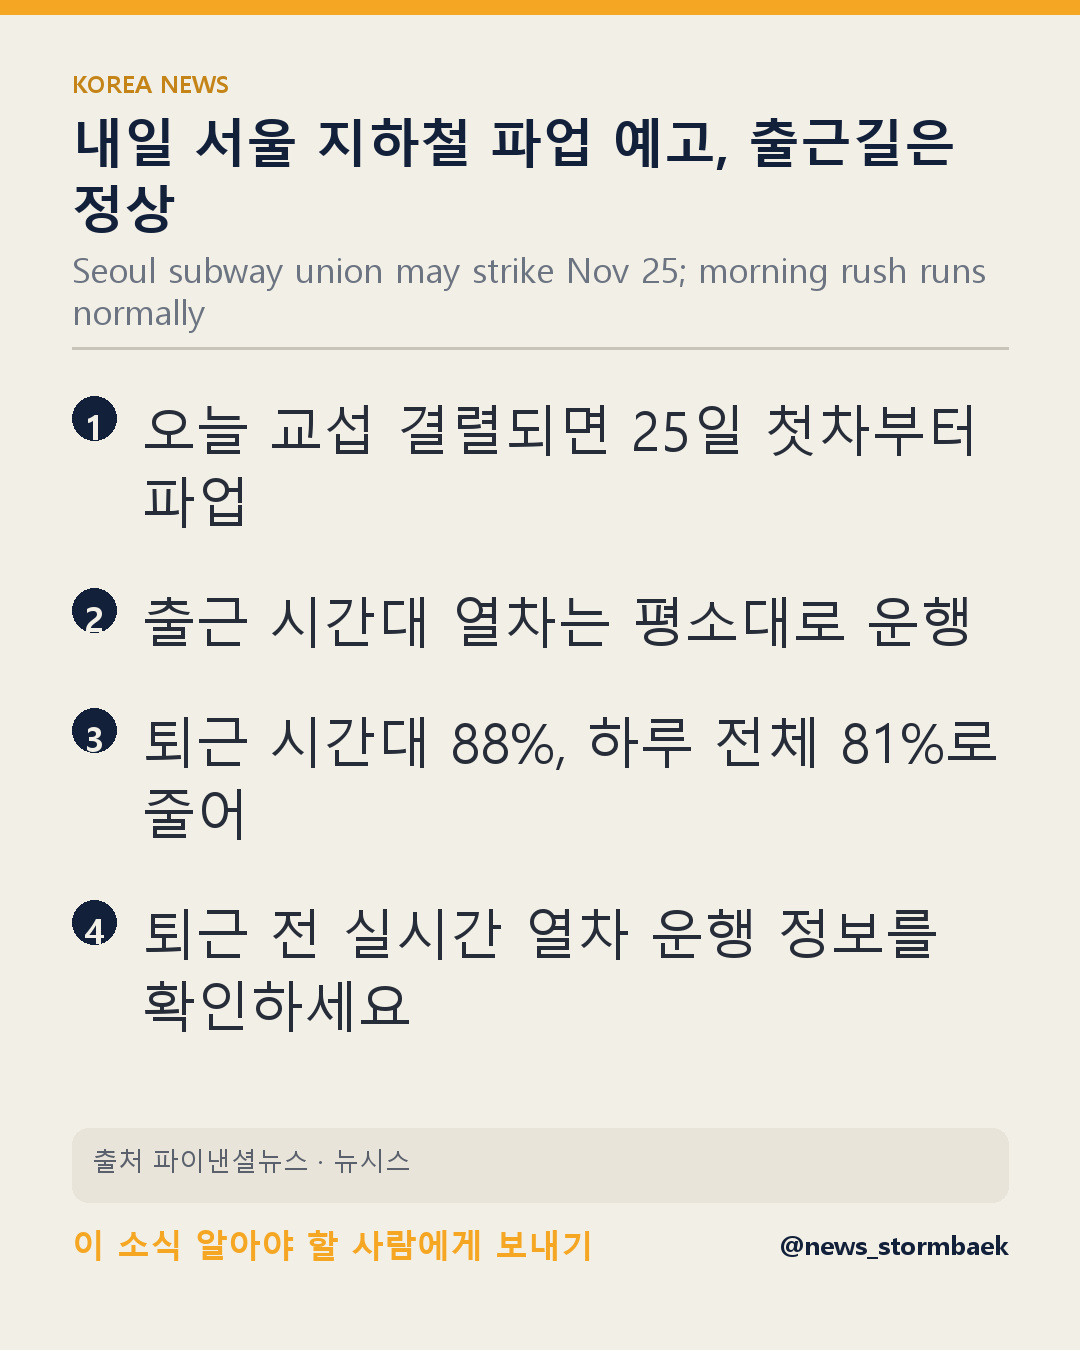 KOREA NEWS
내일 서울 지하철 파업 예고, 출근길은
정상
Seoul subway union may strike Nov 25; morning rush runs
normally
1 오늘 교섭 결렬되면 25일 첫차부터
파업
2 출근 시간대 열차는 평소대로 운행
3 퇴근 시간대 88%, 하루 전체 81%로
줄어
4 퇴근 전 실시간 열차 운행 정보를
확인하세요
출처 파이낸셜뉴스 · 뉴시스
이 소식 알아야 할 사람에게 보내기
@news_stormbaek